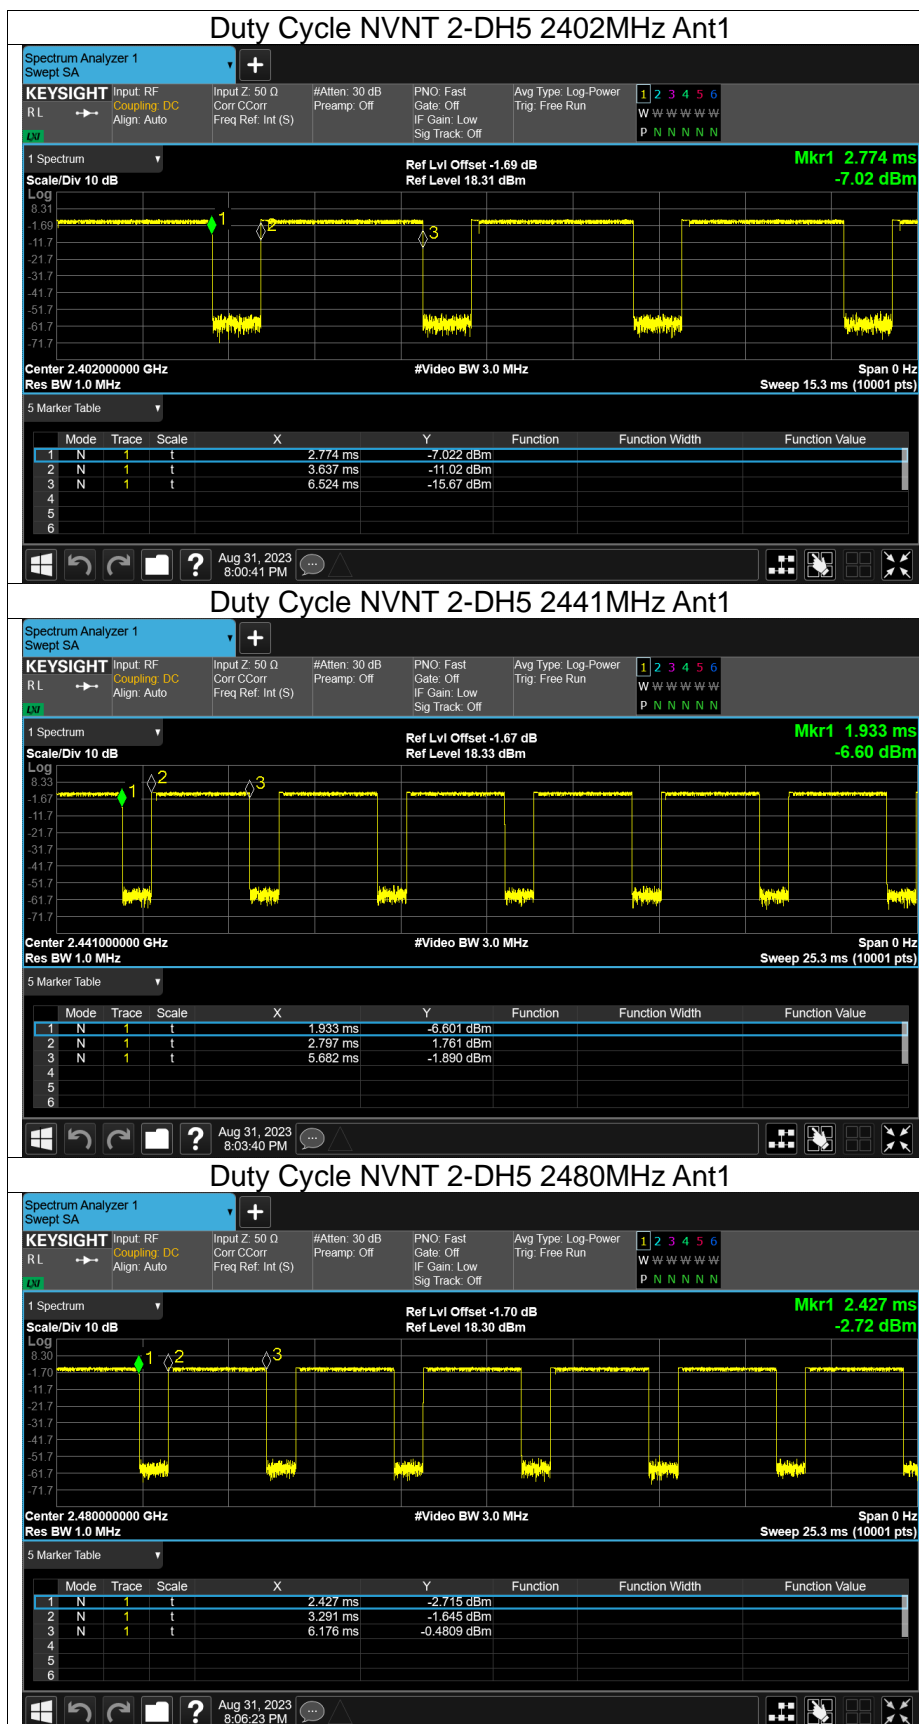 Duty Cycle NVNT 2-DH5 2402MHz Ant1
Spectrum Analyzer 1
Swept SA
KEYSIGHT Input: RF Input Z: 50 Ω #Atten: 30 dB PNO: Fast Avg Type: Log-Power 1 2 3 4 5 6
R L Coupling: DC Corr CCorr Preamp: Off Gate: Off Trig: Free Run W W W W W W
Align: Auto Freq Ref: Int (S) IF Gain: Low
LXI Sig Track: Off P N N N N N
1 Spectrum Ref Lvl Offset -1.69 dB Mkr1 2.774 ms
Scale/Div 10 dB Ref Level 18.31 dBm -7.02 dBm
Log
8.31
-1.69
-11.7
-21.7
-31.7
-41.7
-51.7
-61.7
-71.7
1 2 3
Center 2.402000000 GHz #Video BW 3.0 MHz Span 0 Hz
Res BW 1.0 MHz Sweep 15.3 ms (10001 pts)
5 Marker Table
Mode Trace Scale X Y Function Function Width Function Value
1 N 1 t 2.774 ms -7.022 dBm
2 N 1 t 3.637 ms -11.02 dBm
3 N 1 t 6.524 ms -15.67 dBm
4
5
6
? Aug 31, 2023
8:00:41 PM
Duty Cycle NVNT 2-DH5 2441MHz Ant1
Spectrum Analyzer 1
Swept SA
KEYSIGHT Input: RF Input Z: 50 Ω #Atten: 30 dB PNO: Fast Avg Type: Log-Power 1 2 3 4 5 6
R L Coupling: DC Corr CCorr Preamp: Off Gate: Off Trig: Free Run W W W W W W
Align: Auto Freq Ref: Int (S) IF Gain: Low
LXI Sig Track: Off P N N N N N
1 Spectrum Ref Lvl Offset -1.67 dB Mkr1 1.933 ms
Scale/Div 10 dB Ref Level 18.33 dBm -6.60 dBm
Log
8.33
-1.67
-11.7
-21.7
-31.7
-41.7
-51.7
-61.7
-71.7
1 2 3
Center 2.441000000 GHz #Video BW 3.0 MHz Span 0 Hz
Res BW 1.0 MHz Sweep 25.3 ms (10001 pts)
5 Marker Table
Mode Trace Scale X Y Function Function Width Function Value
1 N 1 t 1.933 ms -6.601 dBm
2 N 1 t 2.797 ms 1.761 dBm
3 N 1 t 5.682 ms -1.890 dBm
4
5
6
? Aug 31, 2023
8:03:40 PM
Duty Cycle NVNT 2-DH5 2480MHz Ant1
Spectrum Analyzer 1
Swept SA
KEYSIGHT Input: RF Input Z: 50 Ω #Atten: 30 dB PNO: Fast Avg Type: Log-Power 1 2 3 4 5 6
R L Coupling: DC Corr CCorr Preamp: Off Gate: Off Trig: Free Run W W W W W W
Align: Auto Freq Ref: Int (S) IF Gain: Low
LXI Sig Track: Off P N N N N N
1 Spectrum Ref Lvl Offset -1.70 dB Mkr1 2.427 ms
Scale/Div 10 dB Ref Level 18.30 dBm -2.72 dBm
Log
8.30
-1.70
-11.7
-21.7
-31.7
-41.7
-51.7
-61.7
-71.7
1 2 3
Center 2.480000000 GHz #Video BW 3.0 MHz Span 0 Hz
Res BW 1.0 MHz Sweep 25.3 ms (10001 pts)
5 Marker Table
Mode Trace Scale X Y Function Function Width Function Value
1 N 1 t 2.427 ms -2.715 dBm
2 N 1 t 3.291 ms -1.645 dBm
3 N 1 t 6.176 ms -0.4809 dBm
4
5
6
? Aug 31, 2023
8:06:23 PM